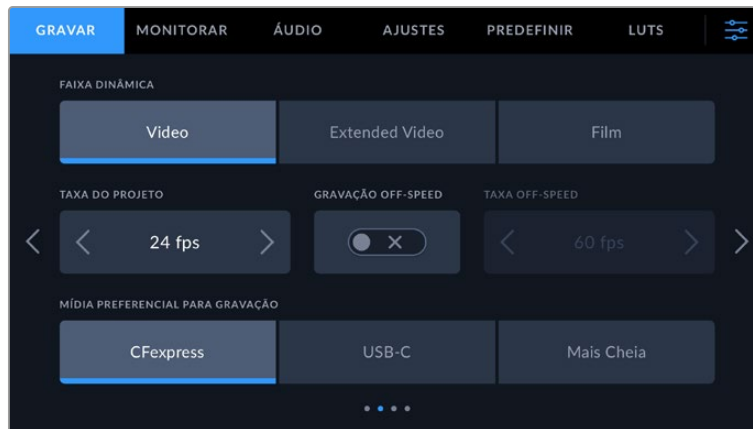 GRAVAR MONITORAR ÁUDIO AJUSTES PREDEFINIR LUTS
FAIXA DINÂMICA
Video Extended Video Film
TAXA DO PROJETO GRAVAÇÃO OFF-SPEED TAXA OFF-SPEED
24 fps 60 fps
MÍDIA PREFERENCIAL PARA GRAVAÇÃO
CFexpress USB-C Mais Cheia